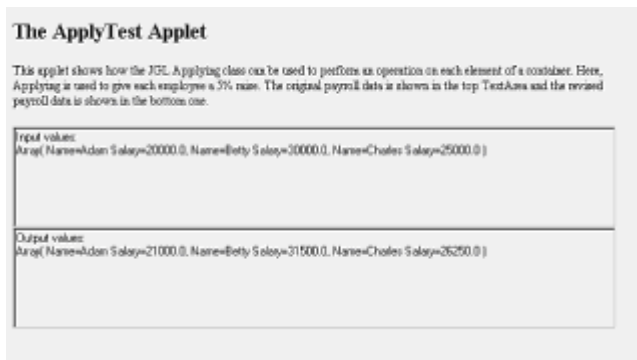 The ApplyTest Applet
This applet shows how the JGL Applying class can be used to perform an operation on each element of a container. Here,
Applying is used to give each employee a 5% raise. The original payroll data is shown in the top TextArea and the revised
payroll data is shown in the bottom one.
Input values:
Array( Name=Adam Salary=20000.0, Name=Betty Salary=30000.0, Name=Charles Salary=25000.0 )
Output values:
Array( Name=Adam Salary=21000.0, Name=Betty Salary=31500.0, Name=Charles Salary=26250.0 )